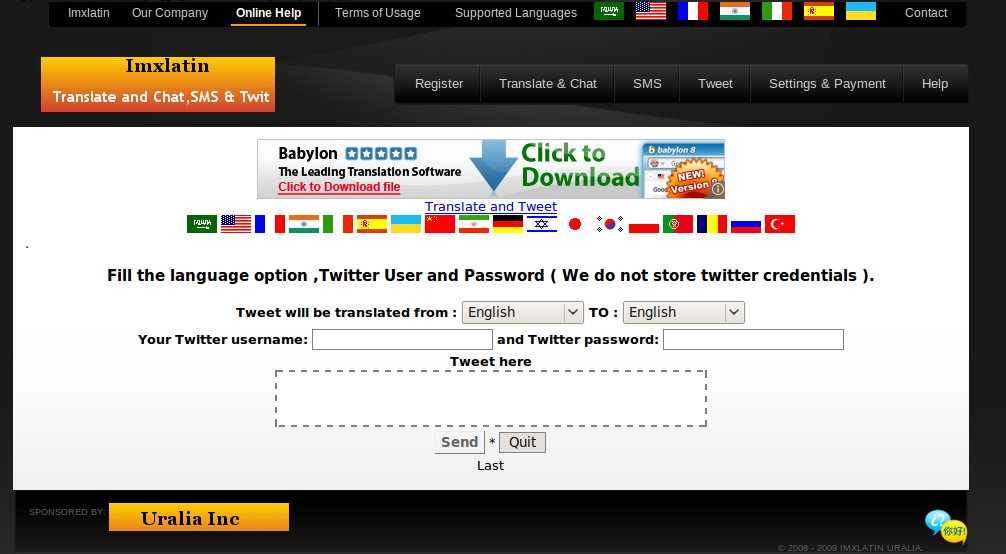 Imxlatin Our Company Online Help Terms of Usage Supported Languages Contact
Imxlatin
Translate and Chat,SMS & Twit
Register Translate & Chat SMS Tweet Settings & Payment Help
Babylon
The Leading Translation Software
Click to Download file
Click to
Download
babylon 8
NEW!
Version
Translate and Tweet
.
Fill the language option ,Twitter User and Password ( We do not store twitter credentials ).
Tweet will be translated from : English TO : English
Your Twitter username: and Twitter password:
Tweet here
Send * Quit
Last
SPONSORED BY: Uralia Inc
你好!
© 2008 - 2009 IMXLATIN URALIA.